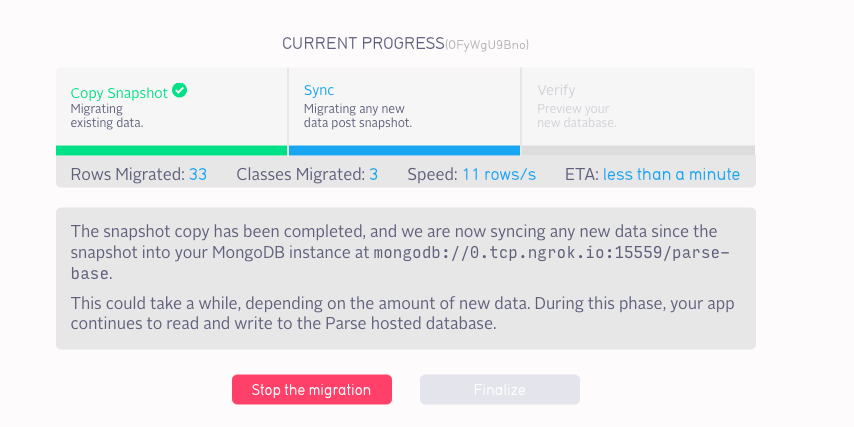 CURRENT PROGRESS(0FyWgU9Bno)
Copy Snapshot
Migrating
existing data.
Sync
Migrating any new
data post snapshot.
Verify
Preview your
new database.
Rows Migrated: 33 Classes Migrated: 3 Speed: 11 rows/s ETA: less than a minute
The snapshot copy has been completed, and we are now syncing any new data since the
snapshot into your MongoDB instance at mongodb://0.tcp.ngrok.io:15559/parse-
base.
This could take a while, depending on the amount of new data. During this phase, your app
continues to read and write to the Parse hosted database.
Stop the migration
Finalize